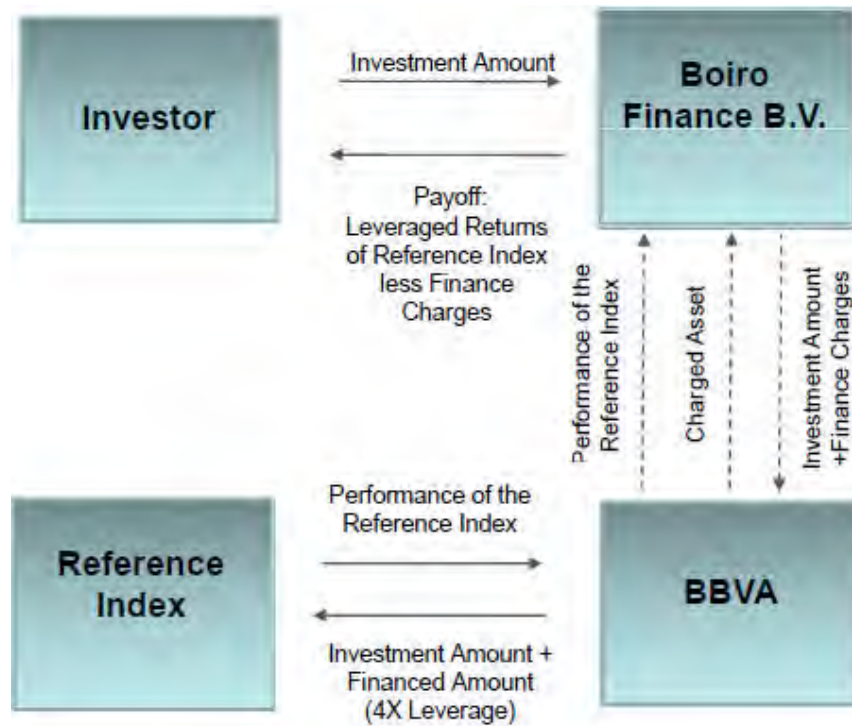 Investor
Investment Amount
Boiro
Finance B.V.
Payoff:
Leveraged Returns
of Reference Index
less Finance
Charges
Performance of the
Reference Index
Charged Asset
Investment Amount
+Finance Charges
Reference
Index
Performance of the
Reference Index
Investment Amount +
Financed Amount
(4X Leverage)
BBVA